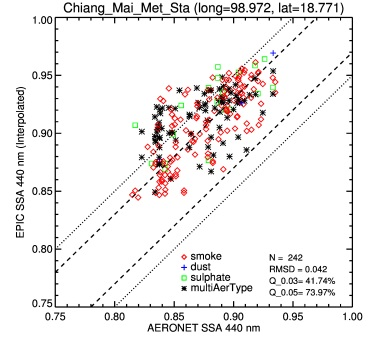 Chiang_Mai_Met_Sta (long=98.972, lat=18.771)
1.00
0.95
0.90
0.85
0.80
0.75
EPIC SSA 440 nm (Interpolated)
smoke
dust
sulphate
multiAerType
N = 242
RMSD = 0.042
Q_0.03= 41.74%
Q_0.05= 73.97%
0.75 0.80 0.85 0.90 0.95 1.00
AERONET SSA 440 nm